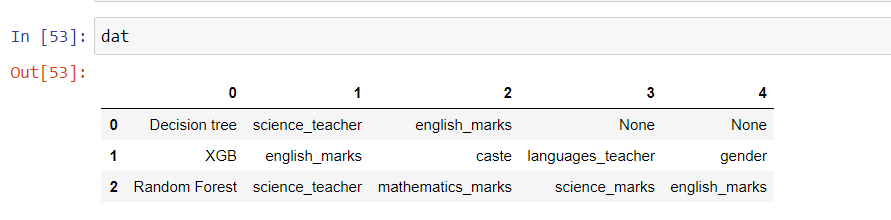 In [53]: dat
Out[53]:
0 1 2 3 4
0 Decision tree science_teacher english_marks None None
1 XGB english_marks caste languages_teacher gender
2 Random Forest science_teacher mathematics_marks science_marks english_marks